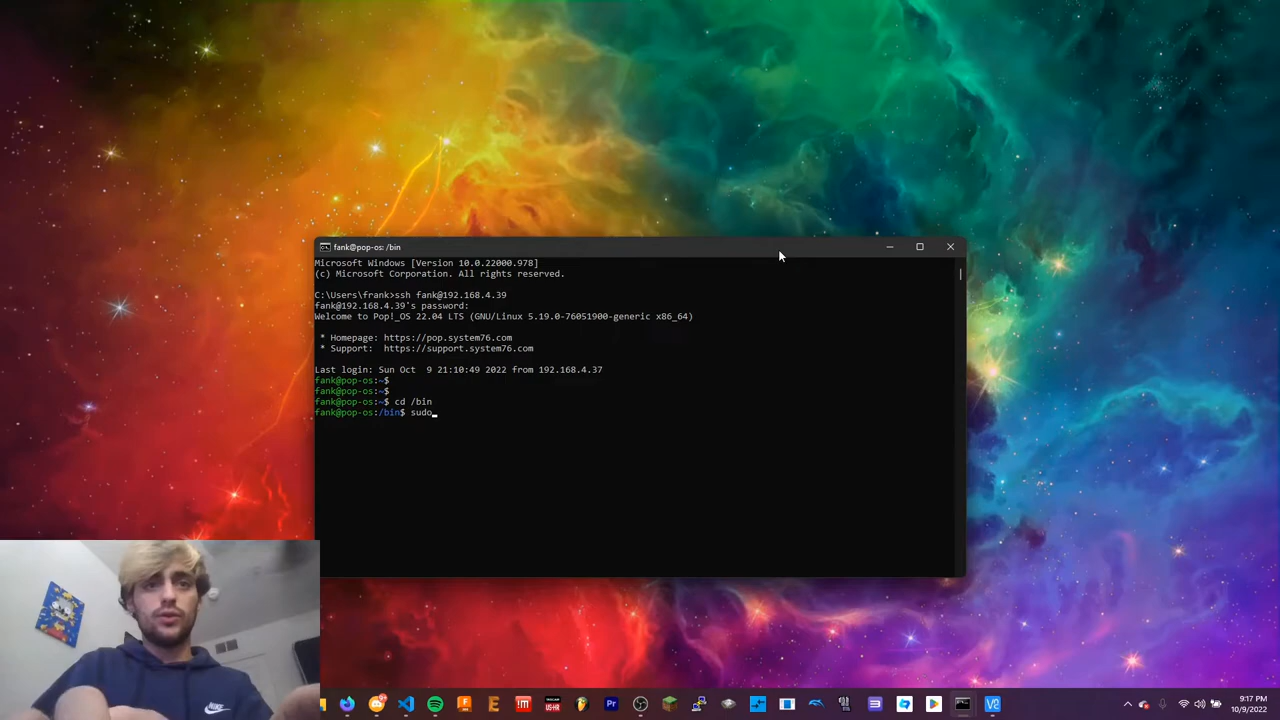 fank@pop-os: /bin
Microsoft Windows [Version 10.0.22000.978]
(c) Microsoft Corporation. All rights reserved.
C:\Users\frank>ssh fank@192.168.4.39
fank@192.168.4.39's password:
Welcome to Pop!_OS 22.04 LTS (GNU/Linux 5.19.0-76051900-generic x86_64)
* Homepage: https://pop.system76.com
* Support: https://support.system76.com
Last login: Sun Oct 9 21:10:49 2022 from 192.168.4.37
fank@pop-os:~$
fank@pop-os:~$
fank@pop-os:~$ cd /bin
fank@pop-os:/bin$ sudo
9:17 PM
10/9/2022